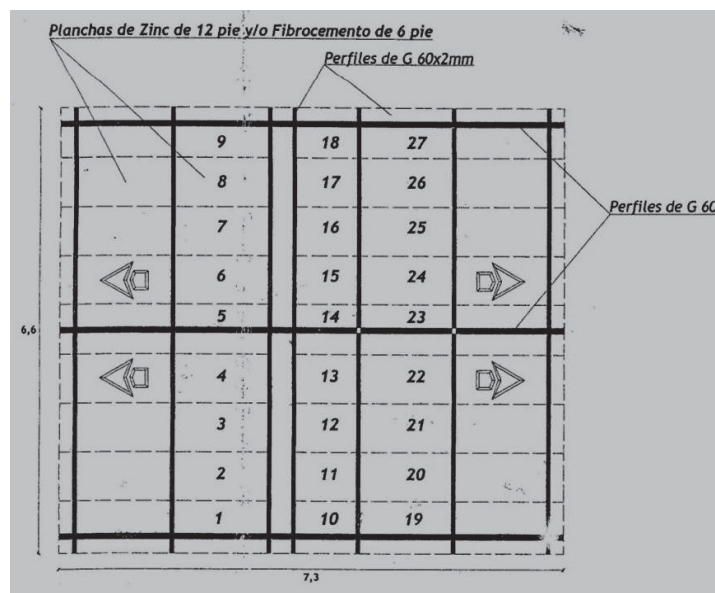 Planchas de Zinc de 12 pie y/o Fibrocemento de 6 pie
Perfiles de G 60x2mm
9 18 27
8 17 26
Perfiles de G 60
7 16 25
6 15 24
5 14 23
6,6
4 13 22
3 12 21
2 11 20
1 10 19
7,3